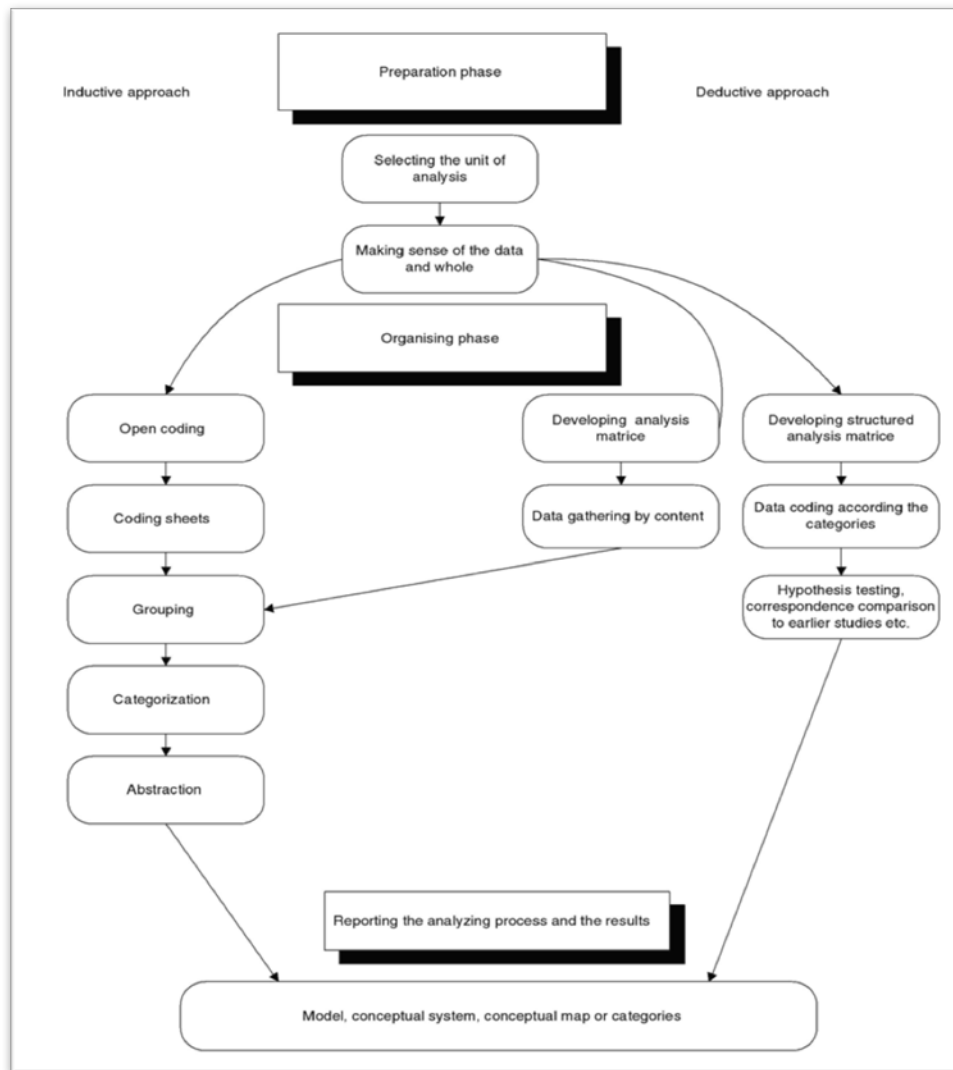 Preparation phase
Inductive approach
Deductive approach
Selecting the unit of
analysis
Making sense of the data
and whole
Organising phase
Open coding
Developing analysis
matrice
Developing structured
analysis matrice
Coding sheets
Data gathering by content
Data coding according the
categories
Grouping
Hypothesis testing,
correspondence comparison
to earlier studies etc.
Categorization
Abstraction
Reporting the analyzing process and the results
Model, conceptual system, conceptual map or categories